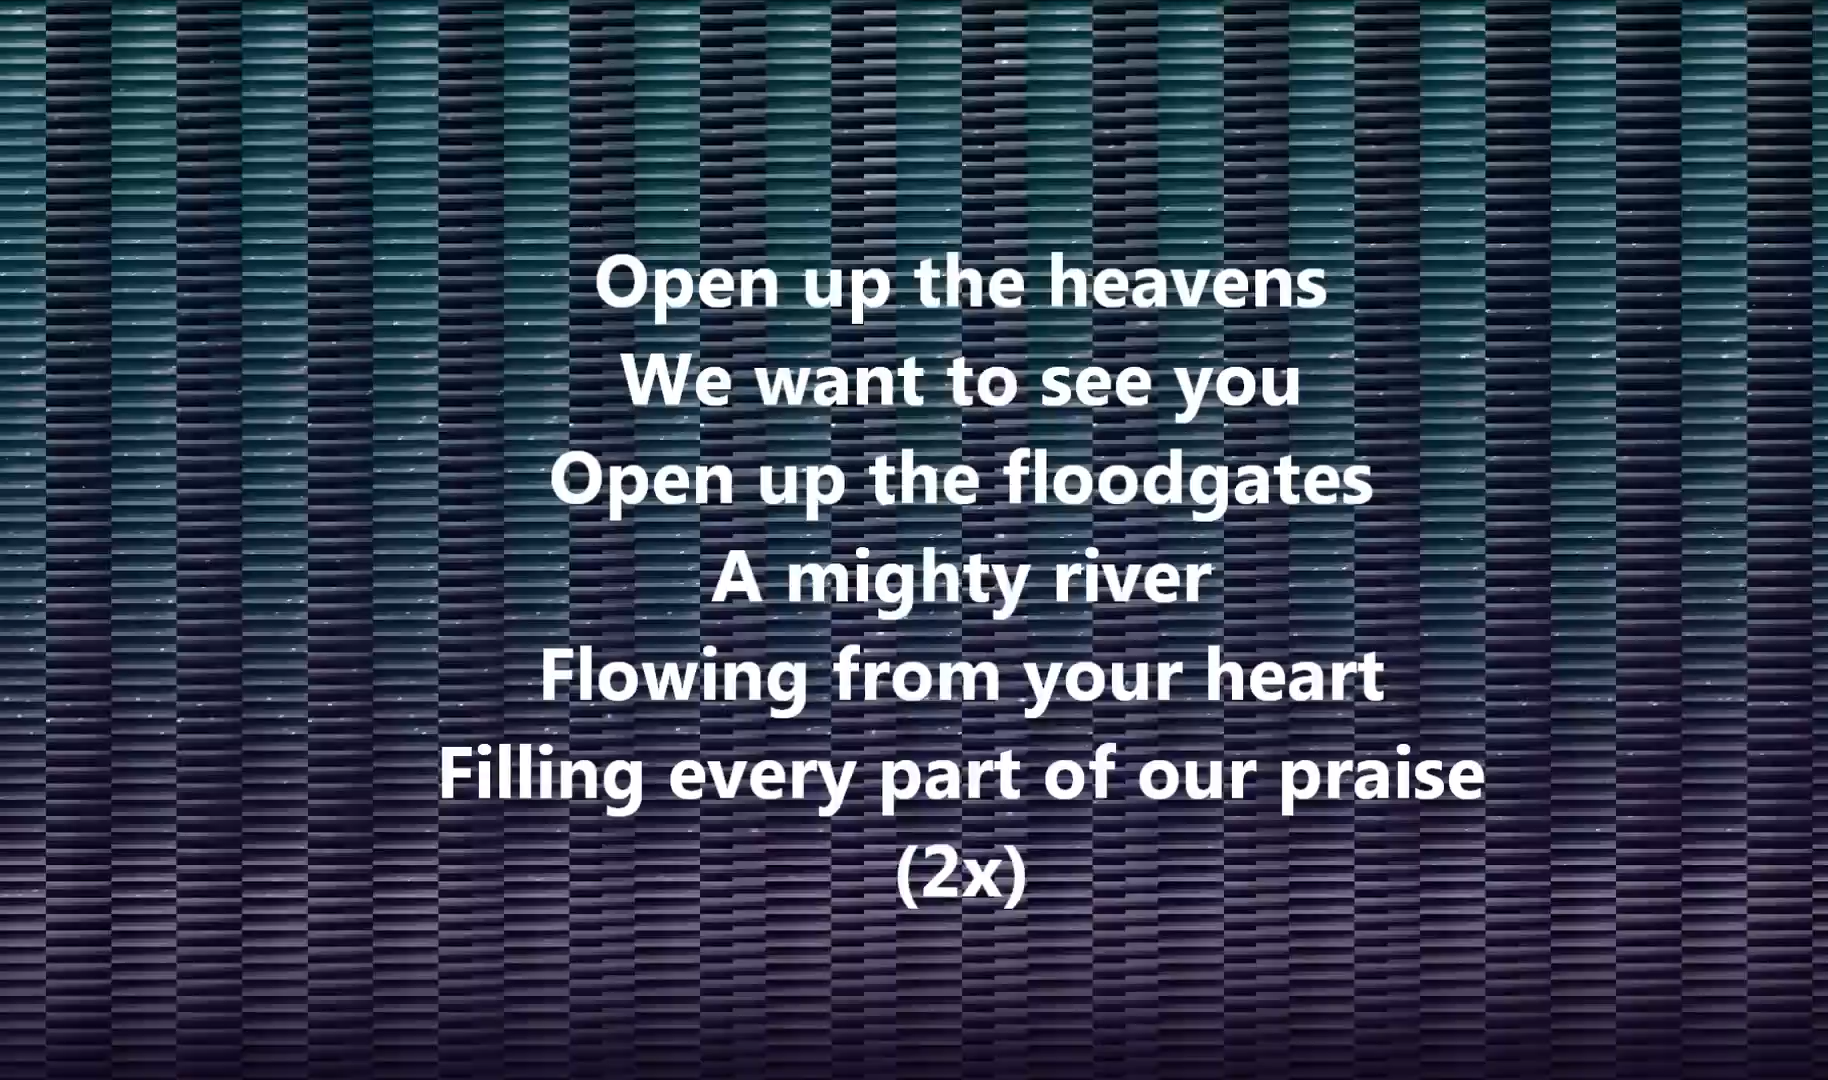 Open up the heavens
We want to see you
Open up the floodgates
A mighty river
Flowing from your heart
Filling every part of our praise
(2x)